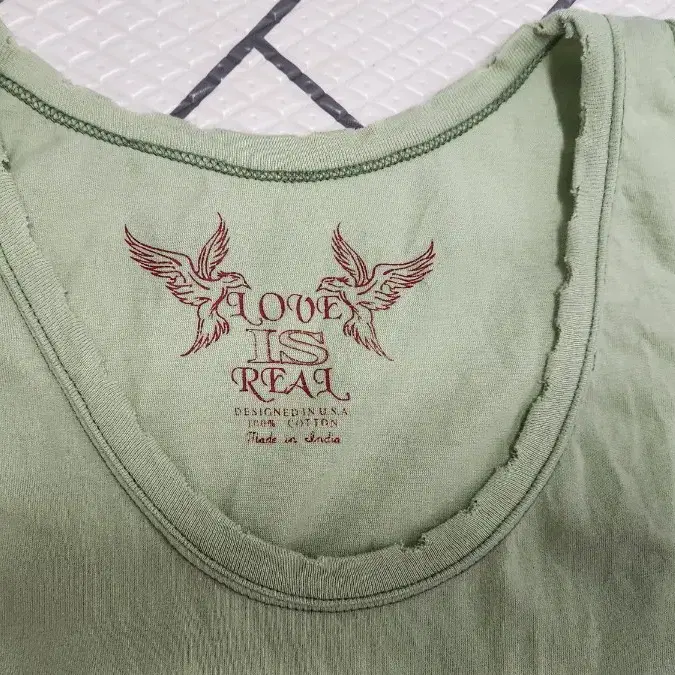 LOVE
IS
REAL
DESIGNED IN U.S.A
100% COTTON
Made in India